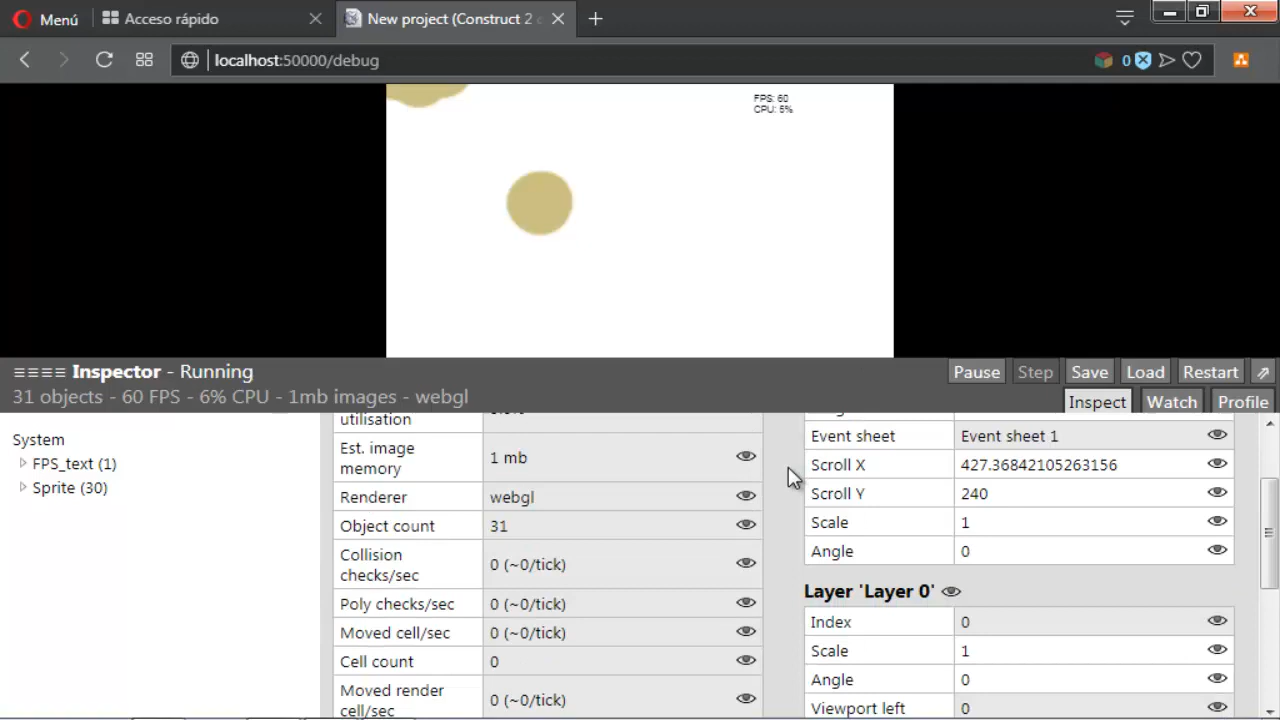 Menú
Acceso rápido
New project (Construct 2
localhost:50000/debug
0
FPS: 60
CPU: 5%
Inspector - Running
Pause
Step
Save
Load
Restart
31 objects - 60 FPS - 6% CPU - 1mb images - webgl
Inspect
Watch
Profile
System
FPS_text (1)
Sprite (30)
utilisation
Est. image
memory
1 mb
Renderer
webgl
Object count
31
Collision
checks/sec
0 (~0/tick)
Poly checks/sec
0 (~0/tick)
Moved cell/sec
0 (~0/tick)
Cell count
0
Moved render
cell/sec
0 (~0/tick)
Event sheet
Event sheet 1
Scroll X
427.36842105263156
Scroll Y
240
Scale
1
Angle
0
Layer 'Layer 0'
Index
0
Scale
1
Angle
0
Viewport left
0